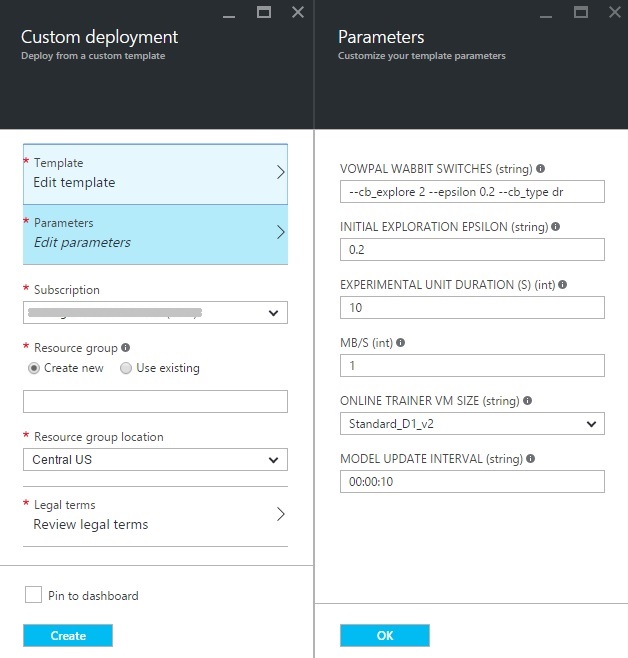 Custom deployment
Deploy from a custom template
* Template
Edit template
* Parameters
Edit parameters
* Subscription
* Resource group
Create new
Use existing
* Resource group location
Central US
* Legal terms
Review legal terms
Pin to dashboard
Create
Parameters
Customize your template parameters
VOWPAL WABBIT SWITCHES (string)
--cb_explore 2 --epsilon 0.2 --cb_type dr
INITIAL EXPLORATION EPSILON (string)
0.2
EXPERIMENTAL UNIT DURATION (S) (int)
10
MB/S (int)
1
ONLINE TRAINER VM SIZE (string)
Standard_D1_v2
MODEL UPDATE INTERVAL (string)
00:00:10
OK